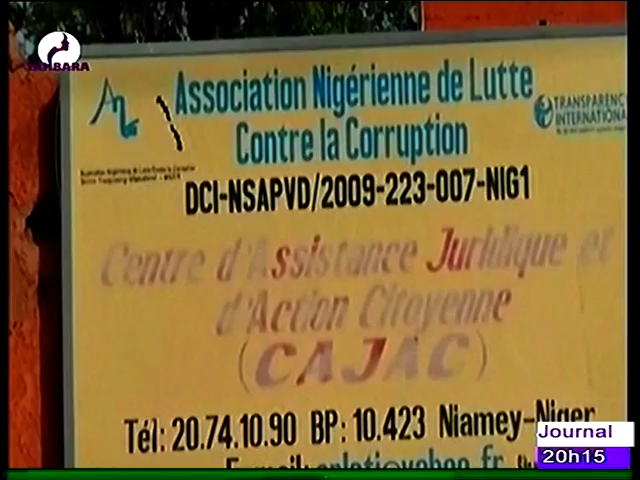 TAMBARA
Association Nigérienne de Lutte
Contre la Corruption
TRANSPARENCY
INTERNATIONAL
DCI-NSAPVD/2009-223-007-NIG1
Centre d'Assistance Juridique et
d'Action Citoyenne
(CAJAC)
Tél: 20.74.10.90 BP: 10.423 Niamey-Niger
Journal
20h15